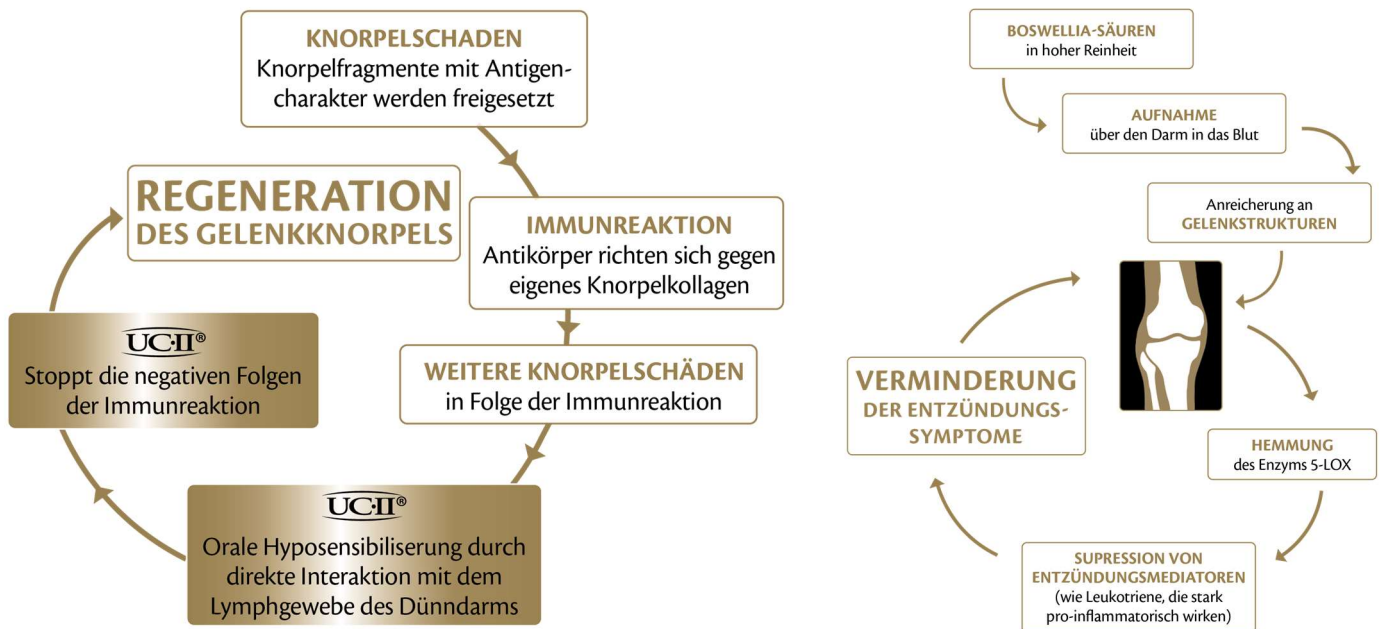 KNORPELSCHADEN
Knorpelfragmente mit Antigen-
charakter werden freigesetzt
REGENERATION
DES GELENKKNORPELS
IMMUNREAKTION
Antikörper richten sich gegen
eigenes Knorpelkollagen
UC·II®
Stoppt die negativen Folgen
der Immunreaktion
WEITERE KNORPELSCHÄDEN
in Folge der Immunreaktion
UC·II®
Orale Hyposensibiliserung durch
direkte Interaktion mit dem
Lymphgewebe des Dünndarms
BOSWELLIA-SÄUREN
in hoher Reinheit
AUFNAHME
über den Darm in das Blut
Anreicherung an
GELENKSTRUKTUREN
VERMINDERUNG
DER ENTZÜNDUNGS-
SYMPTOME
HEMMUNG
des Enzyms 5-LOX
SUPRESSION VON
ENTZÜNDUNGSMEDIATOREN
(wie Leukotriene, die stark
pro-inflammatorisch wirken)